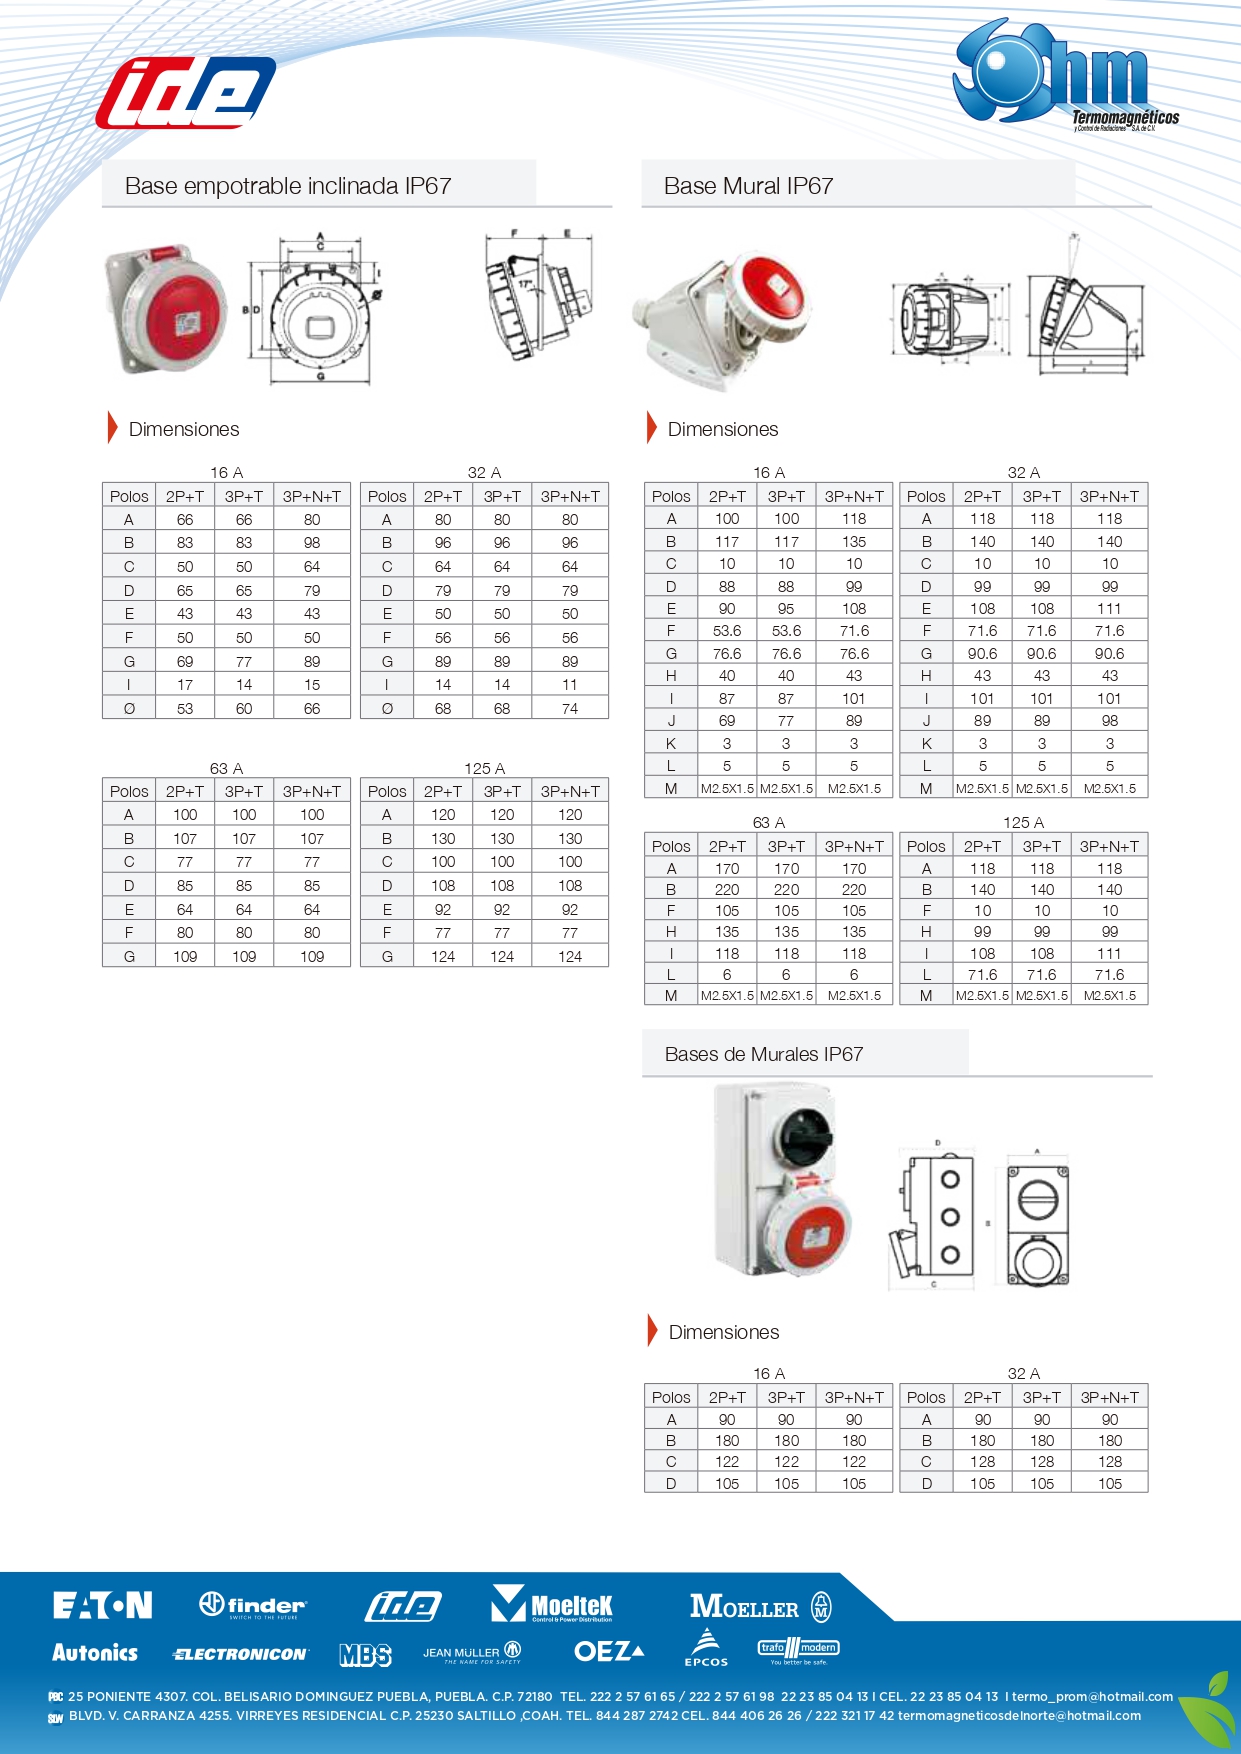 ide
Ohm
Termomagnéticos
y Control de Radiaciones S.A. de C.V.
Base empotrable inclinada IP67
A
C
B D
I
Ø
G
F E
17°
Dimensiones
16 A
Polos 2P+T 3P+T 3P+N+T
A 66 66 80
B 83 83 98
C 50 50 64
D 65 65 79
E 43 43 43
F 50 50 50
G 69 77 89
I 17 14 15
Ø 53 60 66
32 A
Polos 2P+T 3P+T 3P+N+T
A 80 80 80
B 96 96 96
C 64 64 64
D 79 79 79
E 50 50 50
F 56 56 56
G 89 89 89
I 14 14 11
Ø 68 68 74
63 A
Polos 2P+T 3P+T 3P+N+T
A 100 100 100
B 107 107 107
C 77 77 77
D 85 85 85
E 64 64 64
F 80 80 80
G 109 109 109
125 A
Polos 2P+T 3P+T 3P+N+T
A 120 120 120
B 130 130 130
C 100 100 100
D 108 108 108
E 92 92 92
F 77 77 77
G 124 124 124
Base Mural IP67
Dimensiones
16 A
Polos 2P+T 3P+T 3P+N+T
A 100 100 118
B 117 117 135
C 10 10 10
D 88 88 99
E 90 95 108
F 53.6 53.6 71.6
G 76.6 76.6 76.6
H 40 40 43
I 87 87 101
J 69 77 89
K 3 3 3
L 5 5 5
M M2.5X1.5 M2.5X1.5 M2.5X1.5
32 A
Polos 2P+T 3P+T 3P+N+T
A 118 118 118
B 140 140 140
C 10 10 10
D 99 99 99
E 108 108 111
F 71.6 71.6 71.6
G 90.6 90.6 90.6
H 43 43 43
I 101 101 101
J 89 89 98
K 3 3 3
L 5 5 5
M M2.5X1.5 M2.5X1.5 M2.5X1.5
63 A
Polos 2P+T 3P+T 3P+N+T
A 170 170 170
B 220 220 220
F 105 105 105
H 135 135 135
I 118 118 118
L 6 6 6
M M2.5X1.5 M2.5X1.5 M2.5X1.5
125 A
Polos 2P+T 3P+T 3P+N+T
A 118 118 118
B 140 140 140
F 10 10 10
H 99 99 99
I 108 108 111
L 71.6 71.6 71.6
M M2.5X1.5 M2.5X1.5 M2.5X1.5
Bases de Murales IP67
D
C
A
B
Dimensiones
16 A
Polos 2P+T 3P+T 3P+N+T
A 90 90 90
B 180 180 180
C 122 122 122
D 105 105 105
32 A
Polos 2P+T 3P+T 3P+N+T
A 90 90 90
B 180 180 180
C 128 128 128
D 105 105 105
EATON finder ide Moeltek MOELLER M
SWITCH TO THE FUTURE
Control & Power Distribution
Autonics ELECTRONICON MBS JEAN MÜLLER OEZ EPCOS trafo modern
THE NAME FOR SAFETY
You better be safe.
PBC 25 PONIENTE 4307. COL. BELISARIO DOMINGUEZ PUEBLA, PUEBLA. C.P. 72180 TEL. 222 2 57 61 65 / 222 2 57 61 98 22 23 85 04 13 I CEL. 22 23 85 04 13 I termo_prom@hotmail.com
SLW BLVD. V. CARRANZA 4255. VIRREYES RESIDENCIAL C.P. 25230 SALTILLO ,COAH. TEL. 844 287 2742 CEL. 844 406 26 26 / 222 321 17 42 termomagneticosdelnorte@hotmail.com